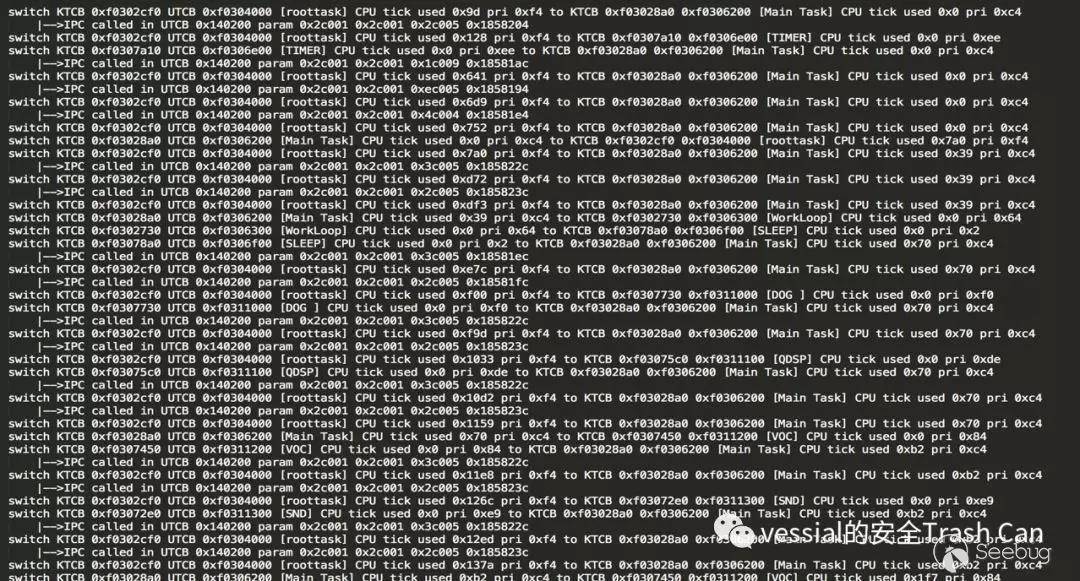 switch KTCB 0xf0302cf0 UTCB 0xf0304000 [roottask] CPU tick used 0x9d pri 0xf4 to KTCB 0xf03028a0 0xf0306200 [Main Task] CPU tick used 0x0 pri 0xc4
|-->IPC called in UTCB 0x140200 param 0x2c001 0x2c001 0x2c005 0x1858204
switch KTCB 0xf0302cf0 UTCB 0xf0304000 [roottask] CPU tick used 0x128 pri 0xf4 to KTCB 0xf0307a10 0xf0306e00 [TIMER] CPU tick used 0x0 pri 0xee
switch KTCB 0xf0307a10 UTCB 0xf0306e00 [TIMER] CPU tick used 0x0 pri 0xee to KTCB 0xf03028a0 0xf0306200 [Main Task] CPU tick used 0x0 pri 0xc4
|-->IPC called in UTCB 0x140200 param 0x2c001 0x2c001 0x1c009 0x18581ac
switch KTCB 0xf0302cf0 UTCB 0xf0304000 [roottask] CPU tick used 0x641 pri 0xf4 to KTCB 0xf03028a0 0xf0306200 [Main Task] CPU tick used 0x0 pri 0xc4
|-->IPC called in UTCB 0x140200 param 0x2c001 0x2c001 0xec005 0x1858194
switch KTCB 0xf0302cf0 UTCB 0xf0304000 [roottask] CPU tick used 0x6d9 pri 0xf4 to KTCB 0xf03028a0 0xf0306200 [Main Task] CPU tick used 0x0 pri 0xc4
|-->IPC called in UTCB 0x140200 param 0x2c001 0x2c001 0x4c004 0x18581e4
switch KTCB 0xf0302cf0 UTCB 0xf0304000 [roottask] CPU tick used 0x752 pri 0xf4 to KTCB 0xf03028a0 0xf0306200 [Main Task] CPU tick used 0x0 pri 0xc4
switch KTCB 0xf03028a0 UTCB 0xf0306200 [Main Task] CPU tick used 0x0 pri 0xc4 to KTCB 0xf0302cf0 0xf0304000 [roottask] CPU tick used 0x7a0 pri 0xf4
switch KTCB 0xf0302cf0 UTCB 0xf0304000 [roottask] CPU tick used 0x7a0 pri 0xf4 to KTCB 0xf03028a0 0xf0306200 [Main Task] CPU tick used 0x39 pri 0xc4
|-->IPC called in UTCB 0x140200 param 0x2c001 0x2c001 0x3c005 0x185822c
switch KTCB 0xf0302cf0 UTCB 0xf0304000 [roottask] CPU tick used 0xd72 pri 0xf4 to KTCB 0xf03028a0 0xf0306200 [Main Task] CPU tick used 0x39 pri 0xc4
|-->IPC called in UTCB 0x140200 param 0x2c001 0x2c001 0x2c005 0x185823c
switch KTCB 0xf0302cf0 UTCB 0xf0304000 [roottask] CPU tick used 0xdf3 pri 0xf4 to KTCB 0xf03028a0 0xf0306200 [Main Task] CPU tick used 0x39 pri 0xc4
switch KTCB 0xf03028a0 UTCB 0xf0306200 [Main Task] CPU tick used 0x39 pri 0xc4 to KTCB 0xf0302730 0xf0306300 [WorkLoop] CPU tick used 0x0 pri 0x64
switch KTCB 0xf0302730 UTCB 0xf0306300 [WorkLoop] CPU tick used 0x0 pri 0x64 to KTCB 0xf03078a0 0xf0306f00 [SLEEP] CPU tick used 0x0 pri 0x2
switch KTCB 0xf03078a0 UTCB 0xf0306f00 [SLEEP] CPU tick used 0x0 pri 0x2 to KTCB 0xf03028a0 0xf0306200 [Main Task] CPU tick used 0x70 pri 0xc4
|-->IPC called in UTCB 0x140200 param 0x2c001 0x2c001 0x3c005 0x18581ec
switch KTCB 0xf0302cf0 UTCB 0xf0304000 [roottask] CPU tick used 0xe7c pri 0xf4 to KTCB 0xf03028a0 0xf0306200 [Main Task] CPU tick used 0x70 pri 0xc4
|-->IPC called in UTCB 0x140200 param 0x2c001 0x2c001 0x2c005 0x18581fc
switch KTCB 0xf0302cf0 UTCB 0xf0304000 [roottask] CPU tick used 0xf00 pri 0xf4 to KTCB 0xf0307730 0xf0311000 [DOG ] CPU tick used 0x0 pri 0xf0
switch KTCB 0xf0307730 UTCB 0xf0311000 [DOG ] CPU tick used 0x0 pri 0xf0 to KTCB 0xf03028a0 0xf0306200 [Main Task] CPU tick used 0x70 pri 0xc4
|-->IPC called in UTCB 0x140200 param 0x2c001 0x2c001 0x3c005 0x185822c
switch KTCB 0xf0302cf0 UTCB 0xf0304000 [roottask] CPU tick used 0xf9d pri 0xf4 to KTCB 0xf03028a0 0xf0306200 [Main Task] CPU tick used 0x70 pri 0xc4
|-->IPC called in UTCB 0x140200 param 0x2c001 0x2c001 0x2c005 0x185823c
switch KTCB 0xf0302cf0 UTCB 0xf0304000 [roottask] CPU tick used 0x1033 pri 0xf4 to KTCB 0xf03075c0 0xf0311100 [QDSP] CPU tick used 0x0 pri 0xde
switch KTCB 0xf03075c0 UTCB 0xf0311100 [QDSP] CPU tick used 0x0 pri 0xde to KTCB 0xf03028a0 0xf0306200 [Main Task] CPU tick used 0x70 pri 0xc4
|-->IPC called in UTCB 0x140200 param 0x2c001 0x2c001 0x3c005 0x185822c
switch KTCB 0xf0302cf0 UTCB 0xf0304000 [roottask] CPU tick used 0x10d2 pri 0xf4 to KTCB 0xf03028a0 0xf0306200 [Main Task] CPU tick used 0x70 pri 0xc4
|-->IPC called in UTCB 0x140200 param 0x2c001 0x2c001 0x2c005 0x185823c
switch KTCB 0xf0302cf0 UTCB 0xf0304000 [roottask] CPU tick used 0x1159 pri 0xf4 to KTCB 0xf03028a0 0xf0306200 [Main Task] CPU tick used 0x70 pri 0xc4
switch KTCB 0xf03028a0 UTCB 0xf0306200 [Main Task] CPU tick used 0x70 pri 0xc4 to KTCB 0xf0307450 0xf0311200 [VOC] CPU tick used 0x0 pri 0x84
switch KTCB 0xf0307450 UTCB 0xf0311200 [VOC] CPU tick used 0x0 pri 0x84 to KTCB 0xf03028a0 0xf0306200 [Main Task] CPU tick used 0xb2 pri 0xc4
|-->IPC called in UTCB 0x140200 param 0x2c001 0x2c001 0x3c005 0x185822c
switch KTCB 0xf0302cf0 UTCB 0xf0304000 [roottask] CPU tick used 0x11e8 pri 0xf4 to KTCB 0xf03028a0 0xf0306200 [Main Task] CPU tick used 0xb2 pri 0xc4
|-->IPC called in UTCB 0x140200 param 0x2c001 0x2c001 0x2c005 0x185823c
switch KTCB 0xf0302cf0 UTCB 0xf0304000 [roottask] CPU tick used 0x126c pri 0xf4 to KTCB 0xf03072e0 0xf0311300 [SND] CPU tick used 0x0 pri 0xe9
switch KTCB 0xf03072e0 UTCB 0xf0311300 [SND] CPU tick used 0x0 pri 0xe9 to KTCB 0xf03028a0 0xf0306200 [Main Task] CPU tick used 0xb2 pri 0xc4
|-->IPC called in UTCB 0x140200 param 0x2c001 0x2c001 0x3c005 0x185822c
switch KTCB 0xf0302cf0 UTCB 0xf0304000 [roottask] CPU tick used 0x12ed pri 0xf4 to KTCB 0xf03028a0
|-->IPC called in UTCB 0x140200 param 0x2c001 0x2c001 0x2c005 0x185823c
switch KTCB 0xf0302cf0 UTCB 0xf0304000 [roottask] CPU tick used 0x137a pri 0xf4 to KTCB 0xf03028a0 0xf0306200 [Main Task] CPU tick used
switch KTCB 0xf03028a0 UTCB 0xf0306200 [Main Task] CPU tick used 0xb2 pri 0xc4 to KTCB 0xf0307450 0xf0311200 [VOC] CPU tick used
vessial的安全Trash Can
Seebug